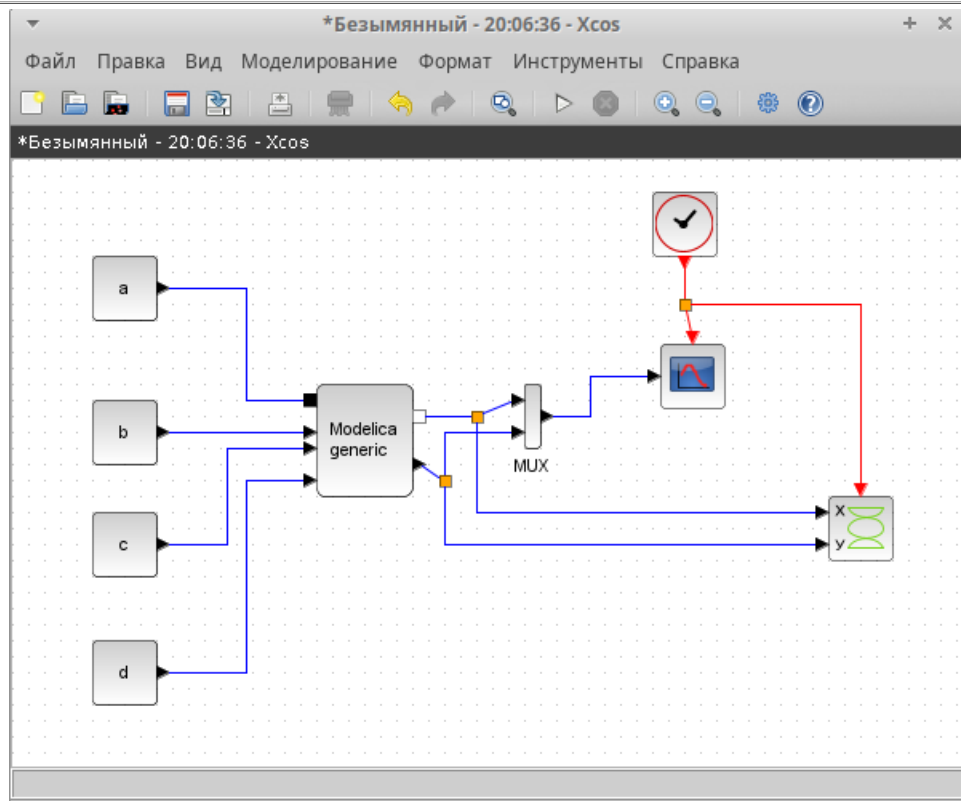 *Безымянный - 20:06:36 - Xcos
Файл Правка Вид Моделирование Формат Инструменты Справка
*Безымянный - 20:06:36 - Xcos
a
b
Modelica
generic
MUX
c
X
y
d